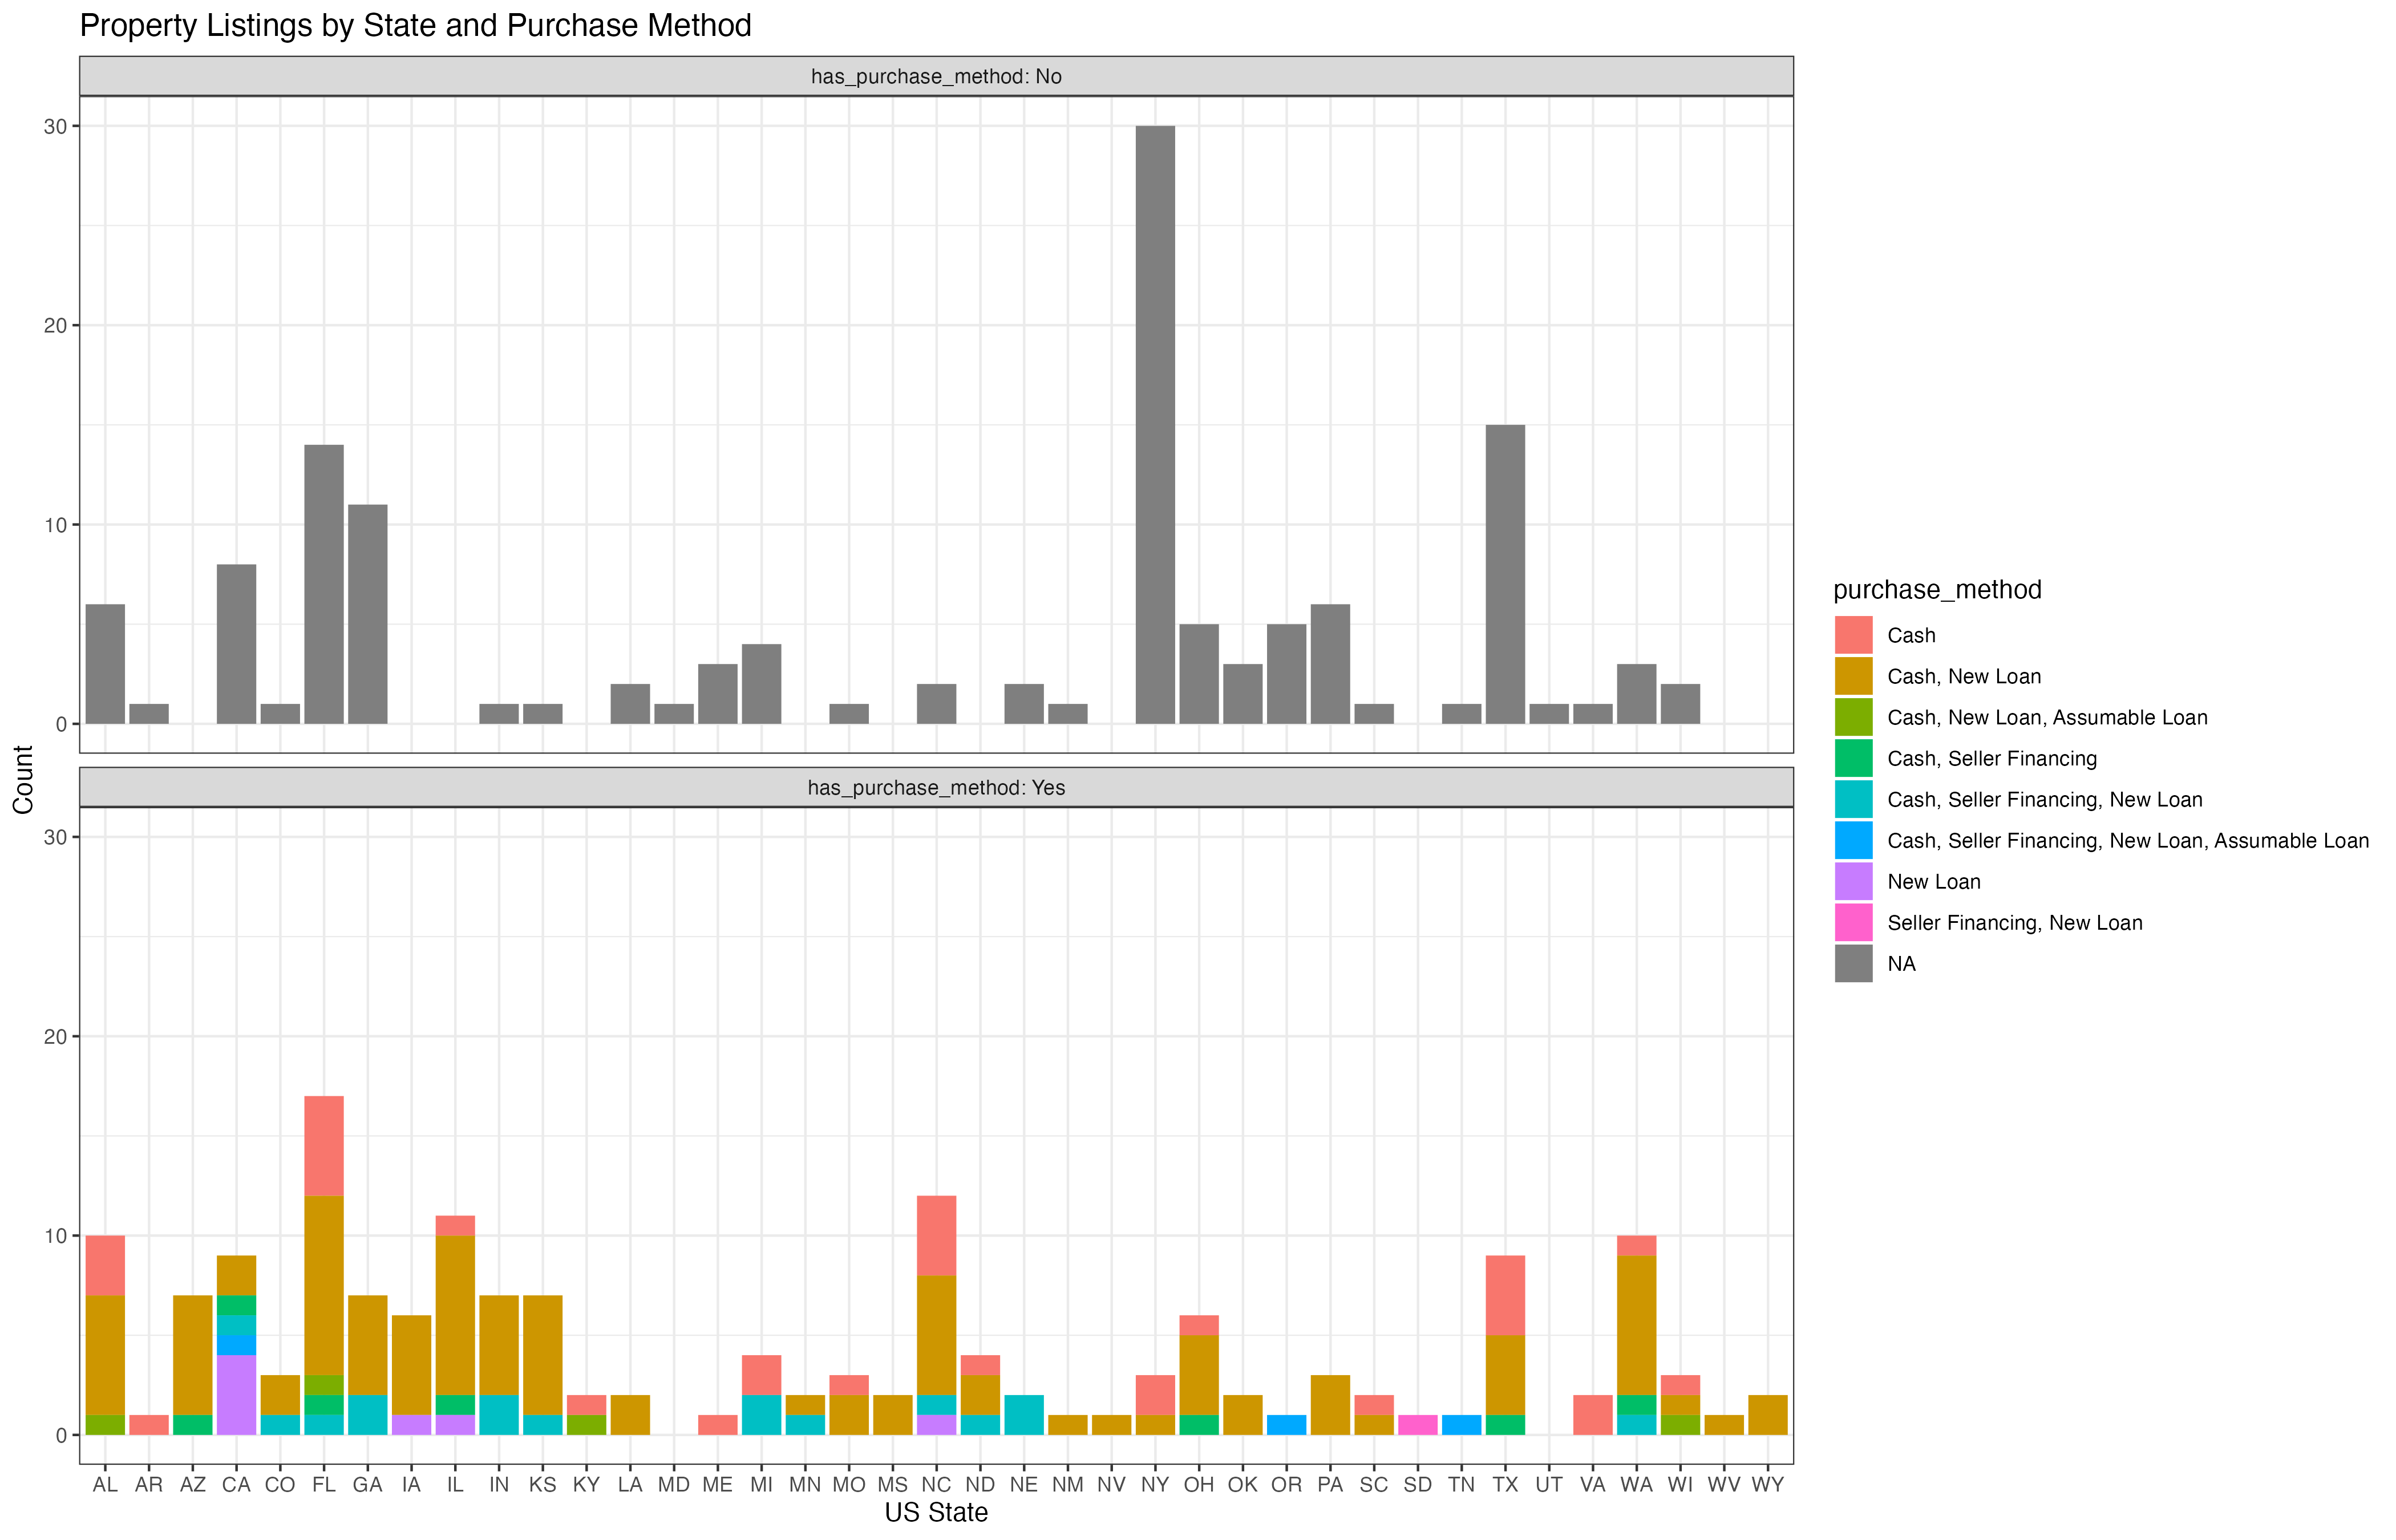 Property Listings by State and Purchase Method
has_purchase_method: No
30
20
10
0
has_purchase_method: Yes
30
20
10
0
Count
AL AR AZ CA CO FL GA IA IL IN KS KY LA MD ME MI MN MO MS NC ND NE NM NV NY OH OK OR PA SC SD TN TX UT VA WA WI WV WY
US State
purchase_method
Cash
Cash, New Loan
Cash, New Loan, Assumable Loan
Cash, Seller Financing
Cash, Seller Financing, New Loan
Cash, Seller Financing, New Loan, Assumable Loan
New Loan
Seller Financing, New Loan
NA